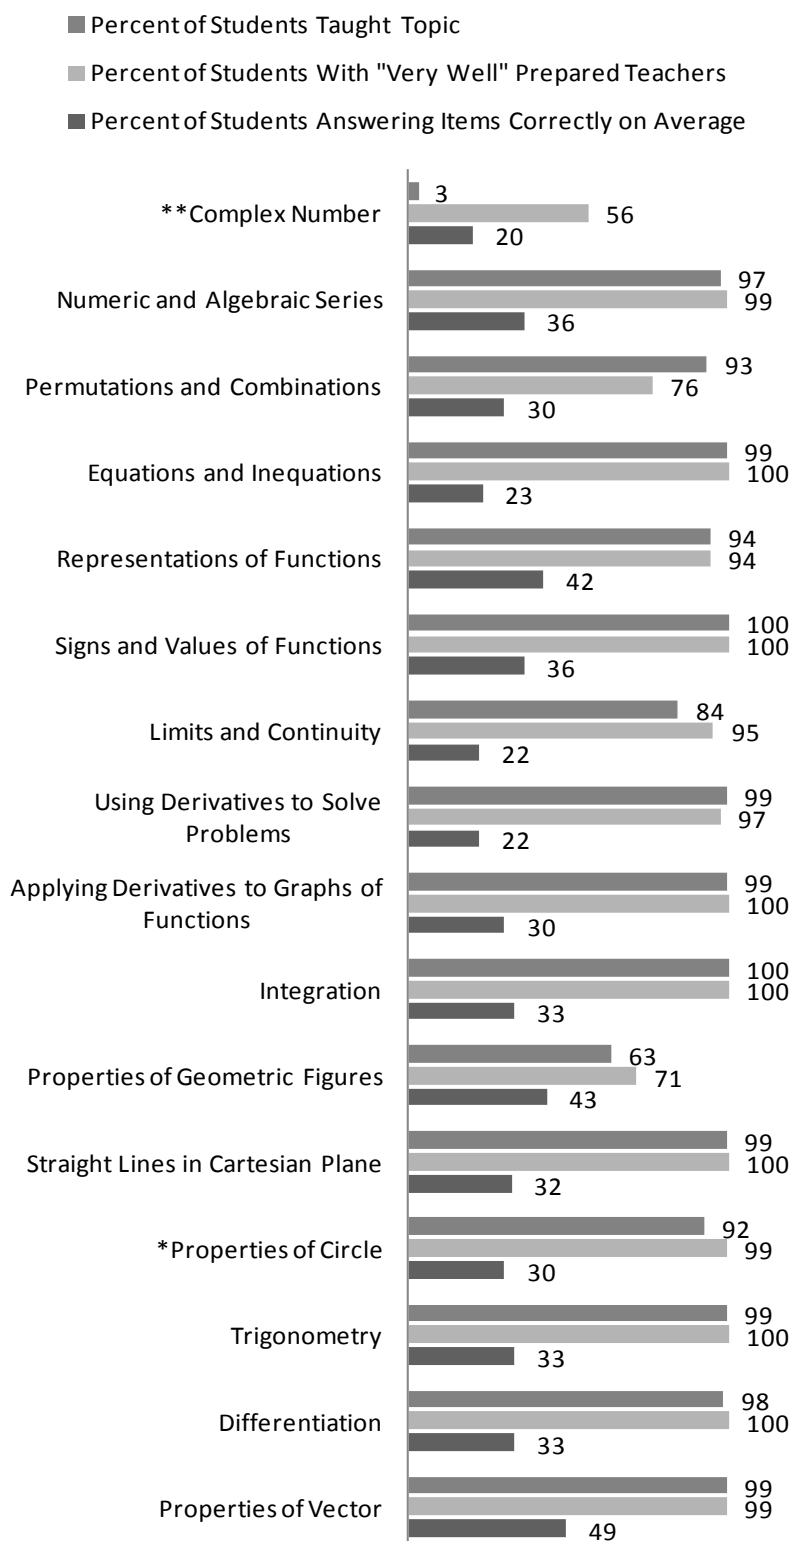 Percent of Students Taught Topic
Percent of Students With "Very Well" Prepared Teachers
Percent of Students Answering Items Correctly on Average
**Complex Number
3
56
20
Numeric and Algebraic Series
97
99
36
Permutations and Combinations
93
76
30
Equations and Inequations
99
100
23
Representations of Functions
94
94
42
Signs and Values of Functions
100
100
36
Limits and Continuity
84
95
22
Using Derivatives to Solve
Problems
99
97
22
Applying Derivatives to Graphs of
Functions
99
100
30
Integration
100
100
33
Properties of Geometric Figures
63
71
43
Straight Lines in Cartesian Plane
99
100
32
*Properties of Circle
92
99
30
Trigonometry
99
100
33
Differentiation
98
100
33
Properties of Vector
99
99
49